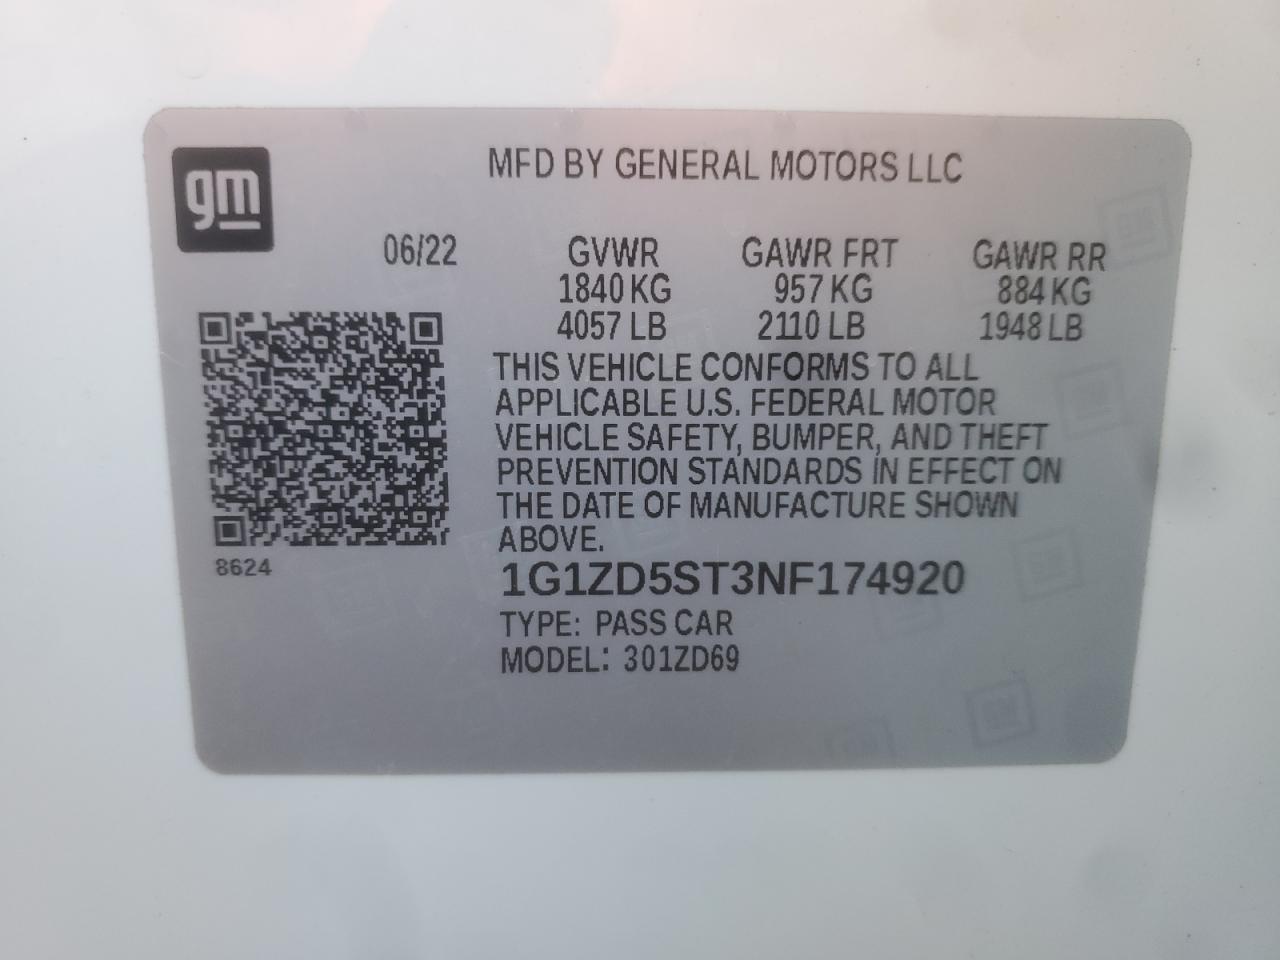 gm
MFD BY GENERAL MOTORS LLC
06/22 GVWR GAWR FRT GAWR RR
1840 KG 957 KG 884 KG
4057 LB 2110 LB 1948 LB
THIS VEHICLE CONFORMS TO ALL
APPLICABLE U.S. FEDERAL MOTOR
VEHICLE SAFETY, BUMPER, AND THEFT
PREVENTION STANDARDS IN EFFECT ON
THE DATE OF MANUFACTURE SHOWN
ABOVE.
8624
1G1ZD5ST3NF174920
TYPE: PASS CAR
MODEL: 301ZD69